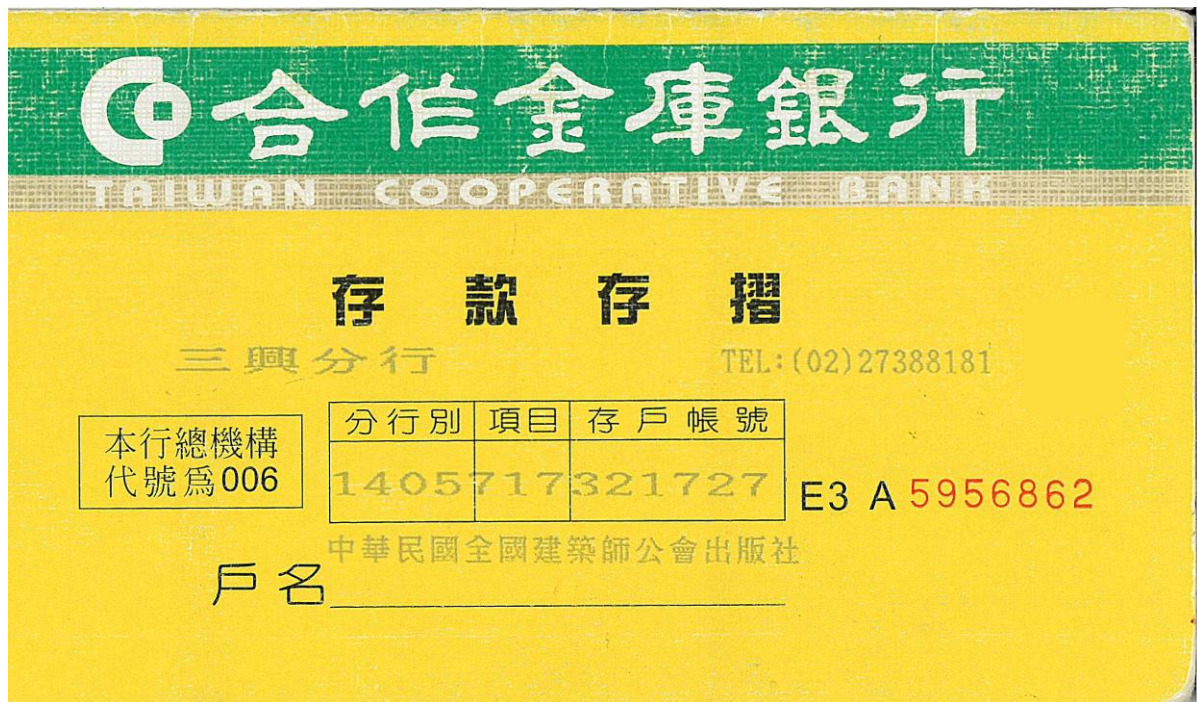 合作金庫銀行
TAIWAN COOPERATIVE BANK
存款存摺
三興分行 TEL:(02)27388181
本行總機構
代號為006
分行別 項目 存戶帳號
1405717321727
E3 A 5956862
中華民國全國建築師公會出版社
戶名